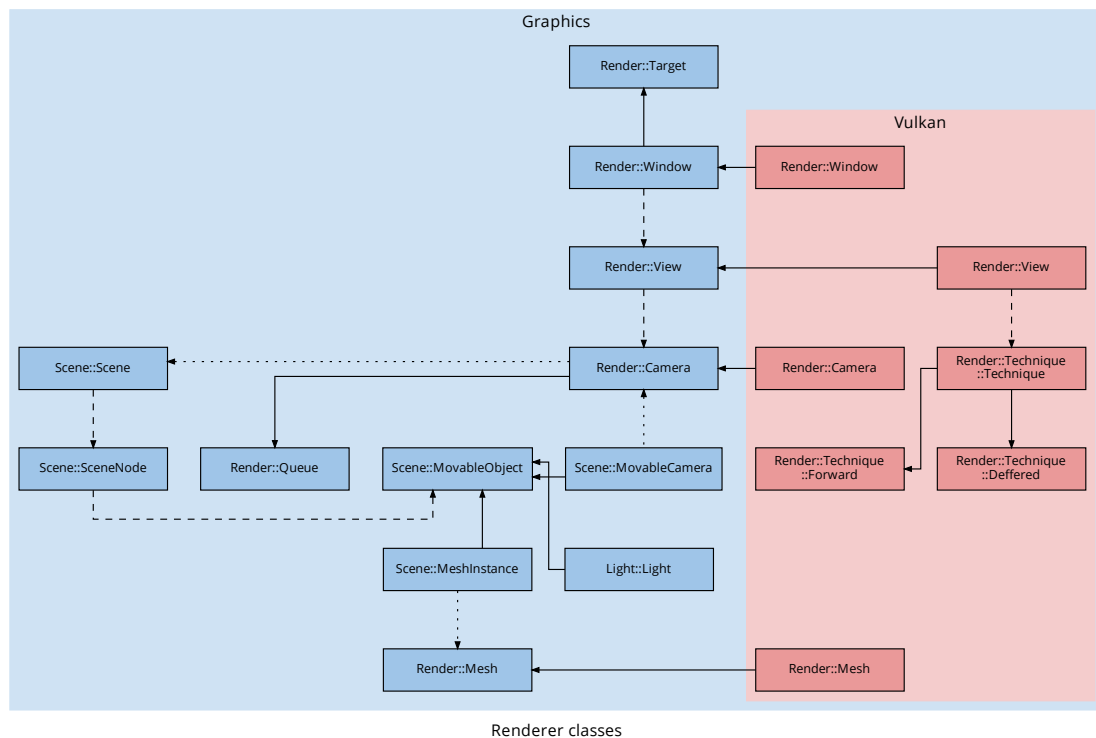 Graphics
Render::Target
Vulkan
Render::Window
Render::Window
Render::View
Render::View
Scene::Scene
Render::Camera
Render::Camera
Render::Technique
::Technique
Scene::SceneNode
Render::Queue
Scene::MovableObject
Scene::MovableCamera
Render::Technique
::Forward
Render::Technique
::Deffered
Scene::MeshInstance
Light::Light
Render::Mesh
Render::Mesh
Renderer classes